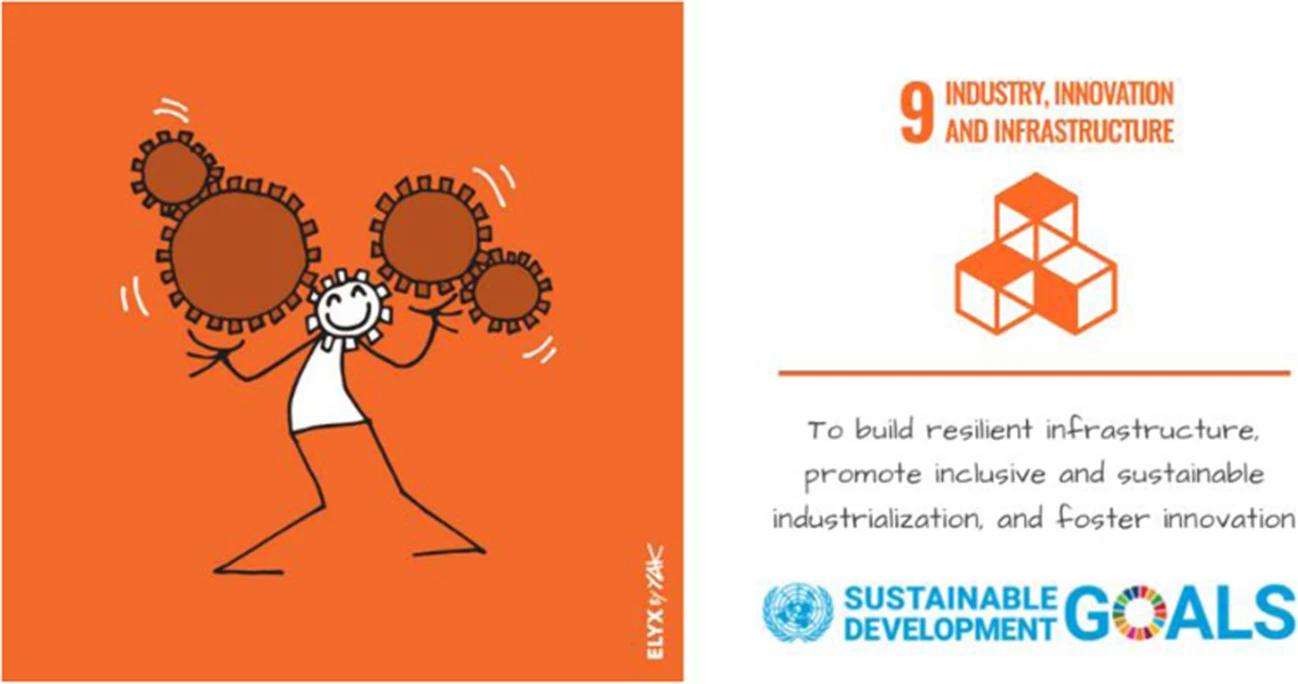 ELYX by YAK
9 INDUSTRY, INNOVATION
AND INFRASTRUCTURE
To build resilient infrastructure,
promote inclusive and sustainable
industrialization, and foster innovation
SUSTAINABLE
DEVELOPMENT GOALS